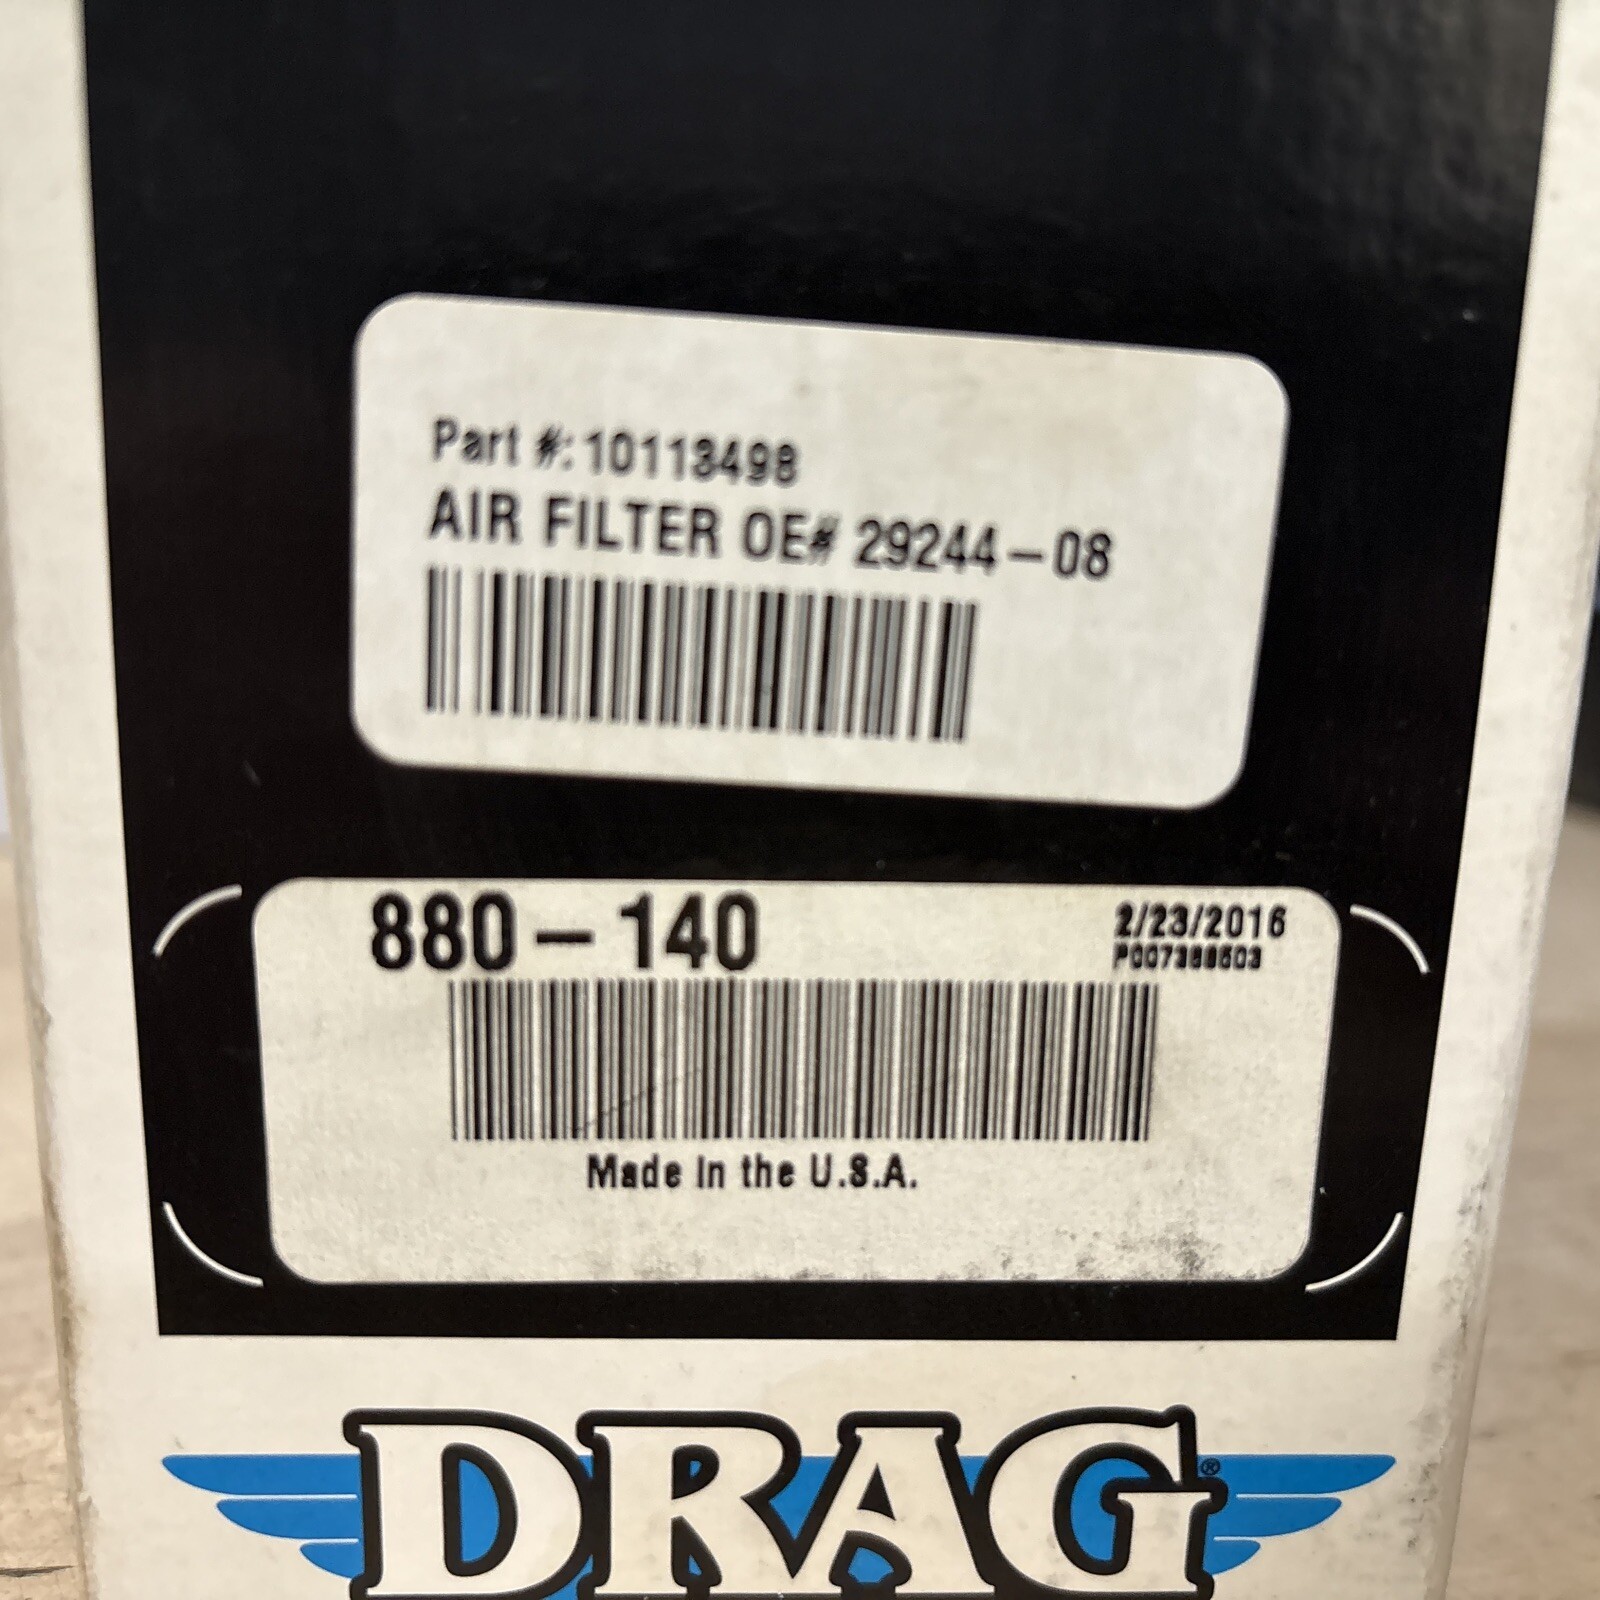 Part #: 10113498
AIR FILTER OE# 29244-08
880-140
2/23/2016
Made In the U.S.A.
DRAG®